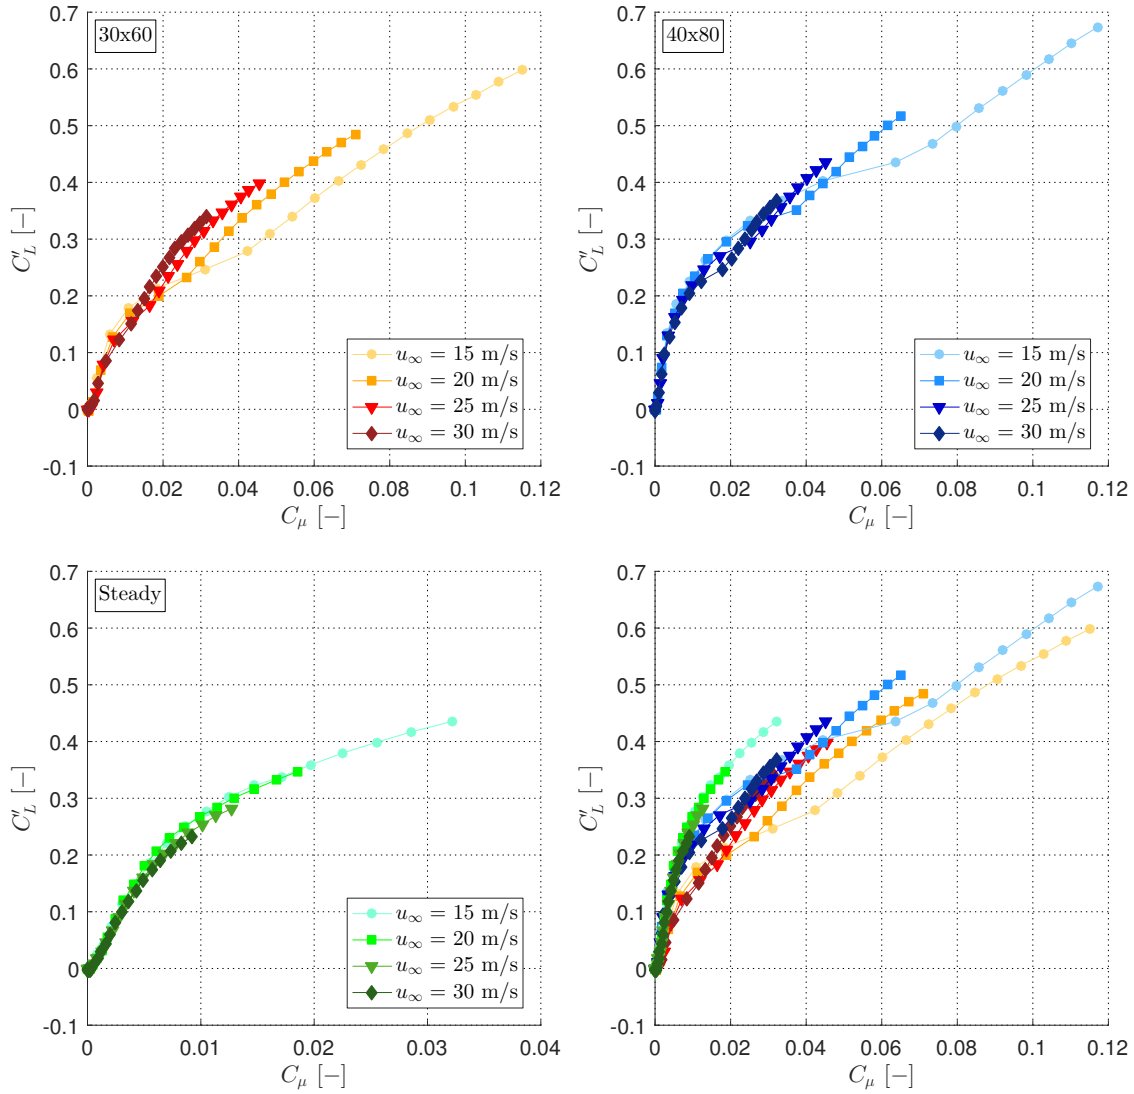 30x60
0.7
0.6
0.5
0.4
0.3
0.2
0.1
0
-0.1
C'_L [−]
u_∞ = 15 m/s
u_∞ = 20 m/s
u_∞ = 25 m/s
u_∞ = 30 m/s
0 0.02 0.04 0.06 0.08 0.1 0.12
C_μ [−]
40x80
0.7
0.6
0.5
0.4
0.3
0.2
0.1
0
-0.1
C'_L [−]
u_∞ = 15 m/s
u_∞ = 20 m/s
u_∞ = 25 m/s
u_∞ = 30 m/s
0 0.02 0.04 0.06 0.08 0.1 0.12
C_μ [−]
Steady
0.7
0.6
0.5
0.4
0.3
0.2
0.1
0
-0.1
C'_L [−]
u_∞ = 15 m/s
u_∞ = 20 m/s
u_∞ = 25 m/s
u_∞ = 30 m/s
0 0.01 0.02 0.03 0.04
C_μ [−]
0.7
0.6
0.5
0.4
0.3
0.2
0.1
0
-0.1
C'_L [−]
0 0.02 0.04 0.06 0.08 0.1 0.12
C_μ [−]